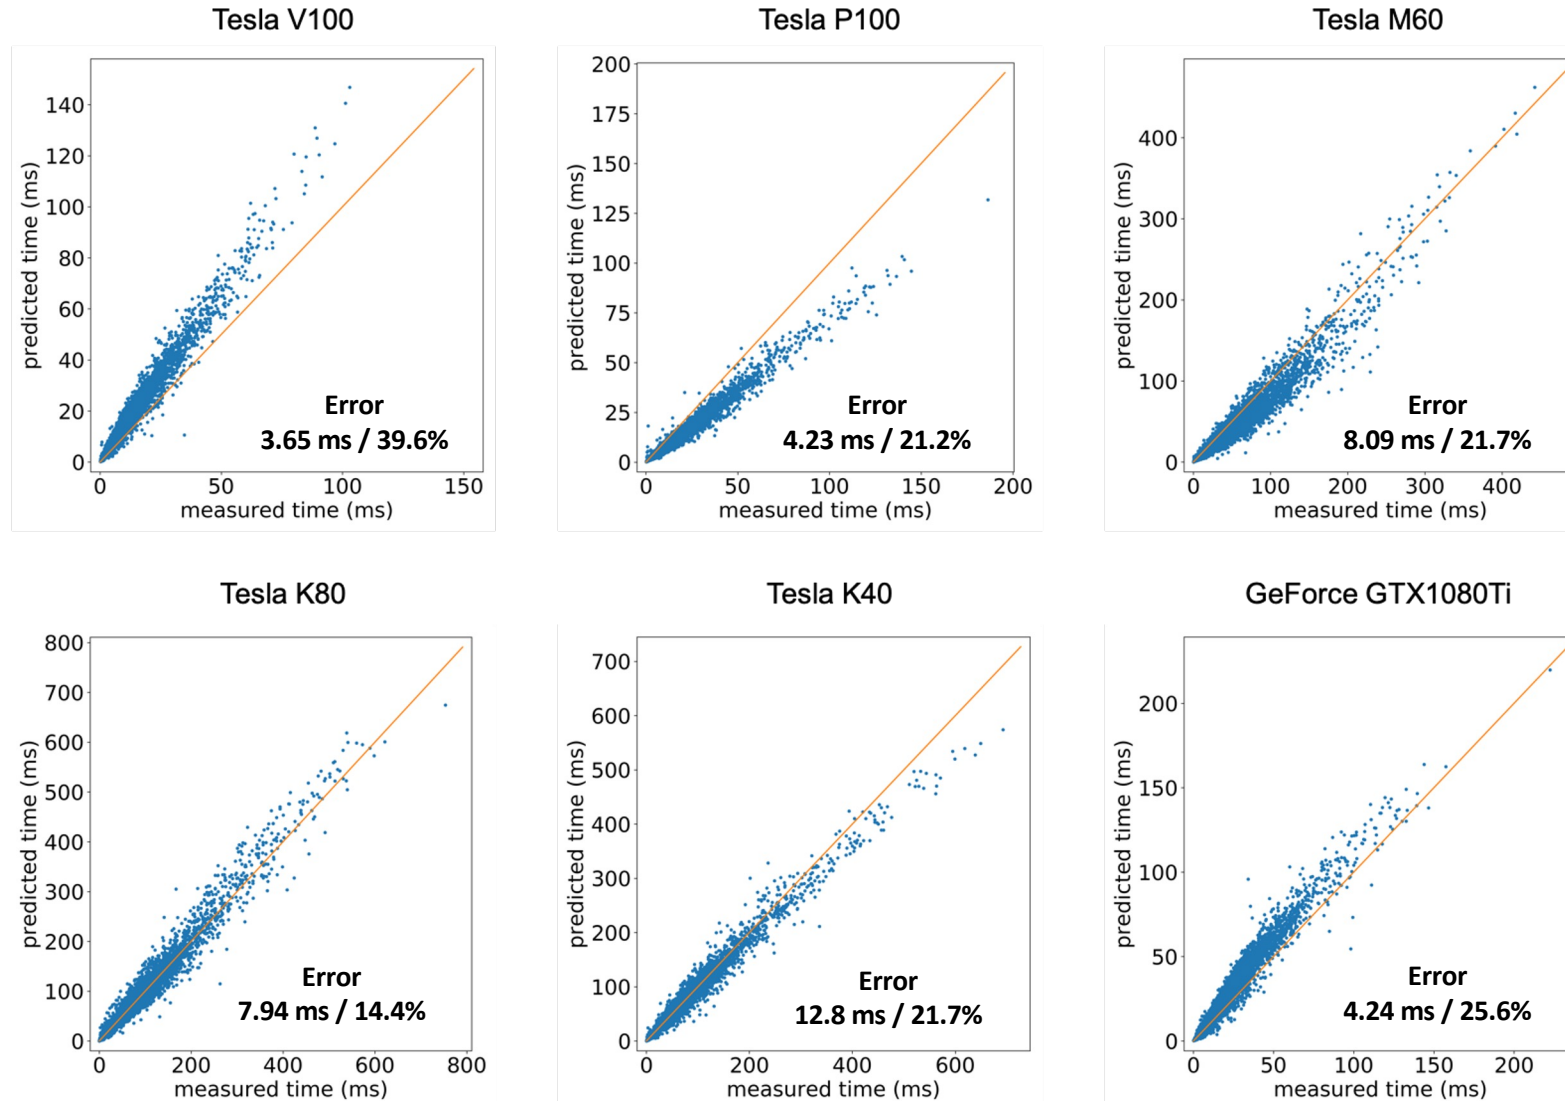 Tesla V100
predicted time (ms)
140
120
100
80
60
40
20
0
Error
3.65 ms / 39.6%
0 50 100 150
measured time (ms)
Tesla P100
predicted time (ms)
200
175
150
125
100
75
50
25
0
Error
4.23 ms / 21.2%
0 50 100 150 200
measured time (ms)
Tesla M60
predicted time (ms)
400
300
200
100
0
Error
8.09 ms / 21.7%
0 100 200 300 400
measured time (ms)
Tesla K80
predicted time (ms)
800
700
600
500
400
300
200
100
0
Error
7.94 ms / 14.4%
0 200 400 600 800
measured time (ms)
Tesla K40
predicted time (ms)
700
600
500
400
300
200
100
0
Error
12.8 ms / 21.7%
0 200 400 600
measured time (ms)
GeForce GTX1080Ti
predicted time (ms)
200
150
100
50
0
Error
4.24 ms / 25.6%
0 50 100 150 200
measured time (ms)